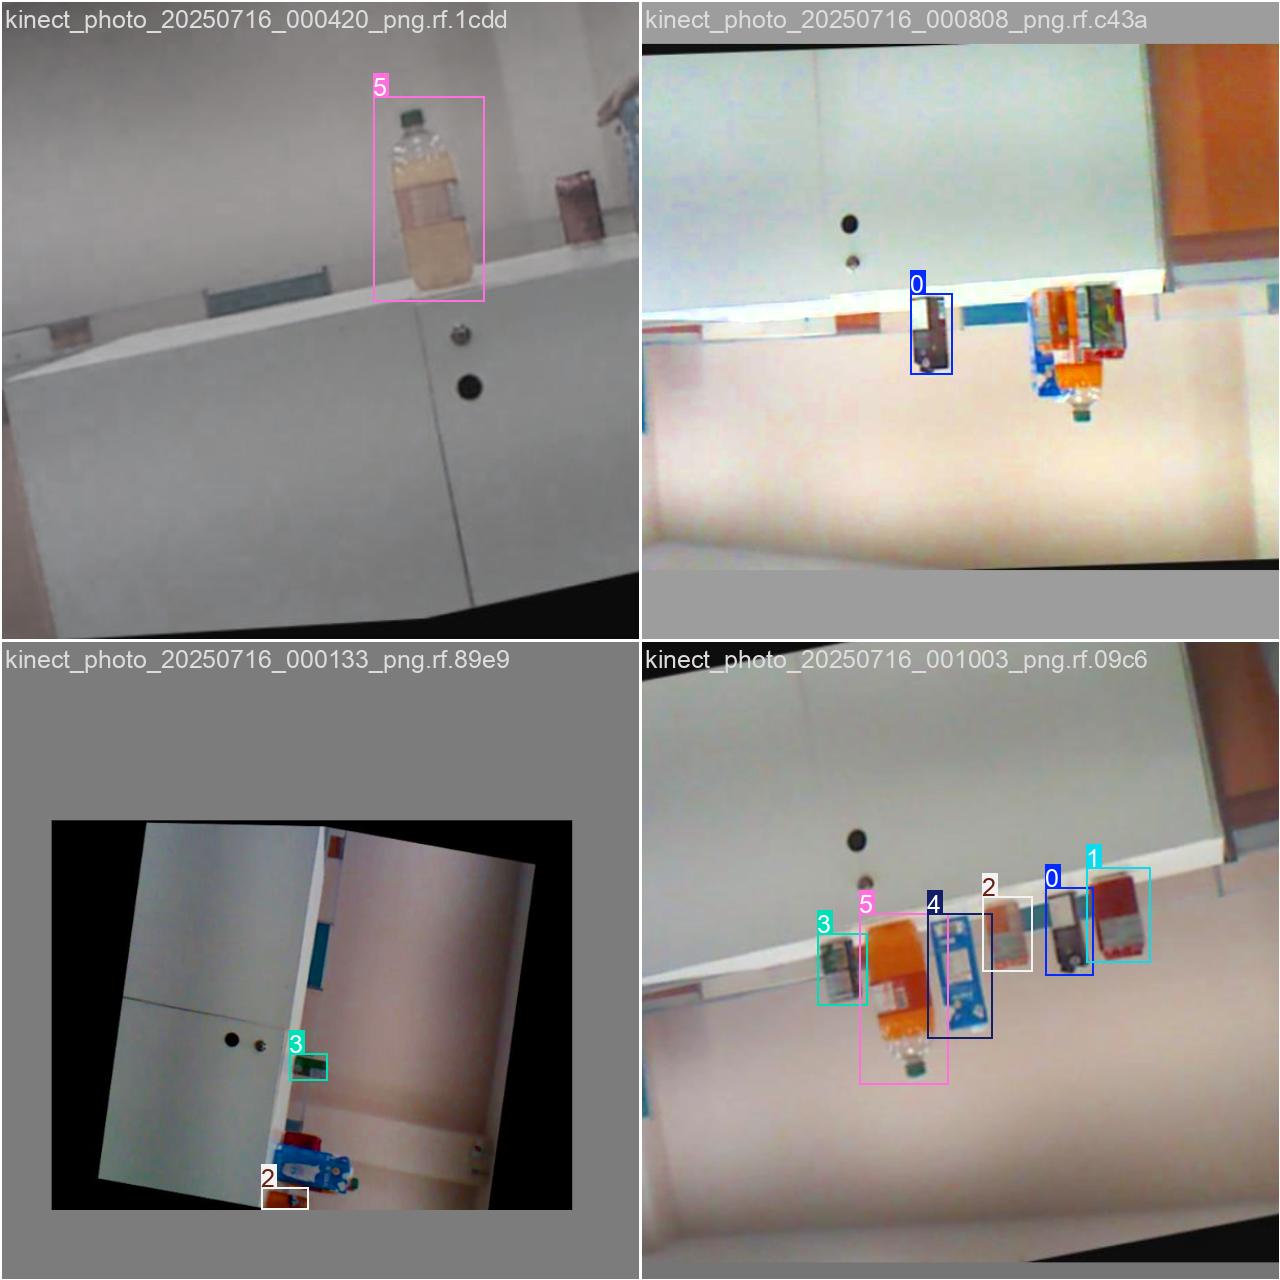 kinect_photo_20250716_000420_png.rf.1cdd
5
kinect_photo_20250716_000808_png.rf.c43a
0
kinect_photo_20250716_000133_png.rf.89e9
3
2
kinect_photo_20250716_001003_png.rf.09c6
1
0
2
4
5
3